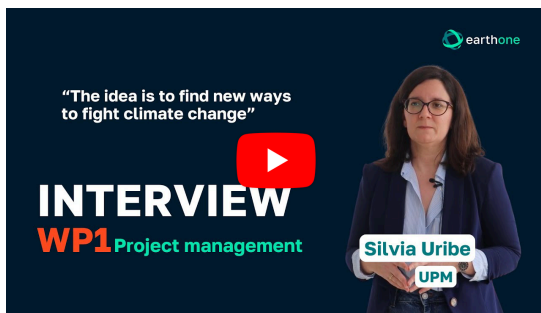 earthone
“The idea is to find new ways
to fight climate change”
INTERVIEW
WP1 Project management
Silvia Uribe
UPM